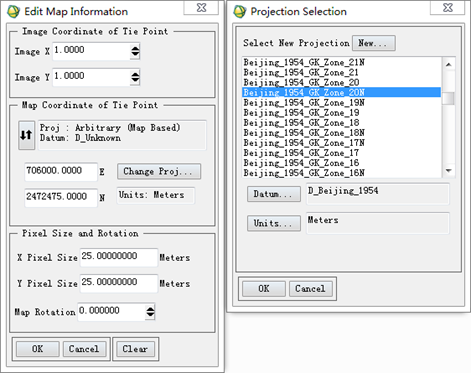 Edit Map Information
Image Coordinate of Tie Point
Image X 1.0000
Image Y 1.0000
Map Coordinate of Tie Point
Proj : Arbitrary (Map Based)
Datum: D_Unknown
706000.0000 E Change Proj...
2472475.0000 N Units: Meters
Pixel Size and Rotation
X Pixel Size 25.00000000 Meters
Y Pixel Size 25.00000000 Meters
Map Rotation 0.000000
OK Cancel Clear
Projection Selection
Select New Projection New...
Beijing_1954_GK_Zone_21N
Beijing_1954_GK_Zone_21
Beijing_1954_GK_Zone_20
Beijing_1954_GK_Zone_20N
Beijing_1954_GK_Zone_19N
Beijing_1954_GK_Zone_19
Beijing_1954_GK_Zone_18
Beijing_1954_GK_Zone_18N
Beijing_1954_GK_Zone_17N
Beijing_1954_GK_Zone_17
Beijing_1954_GK_Zone_16
Beijing_1954_GK_Zone_16N
Datum... D_Beijing_1954
Units... Meters
OK Cancel